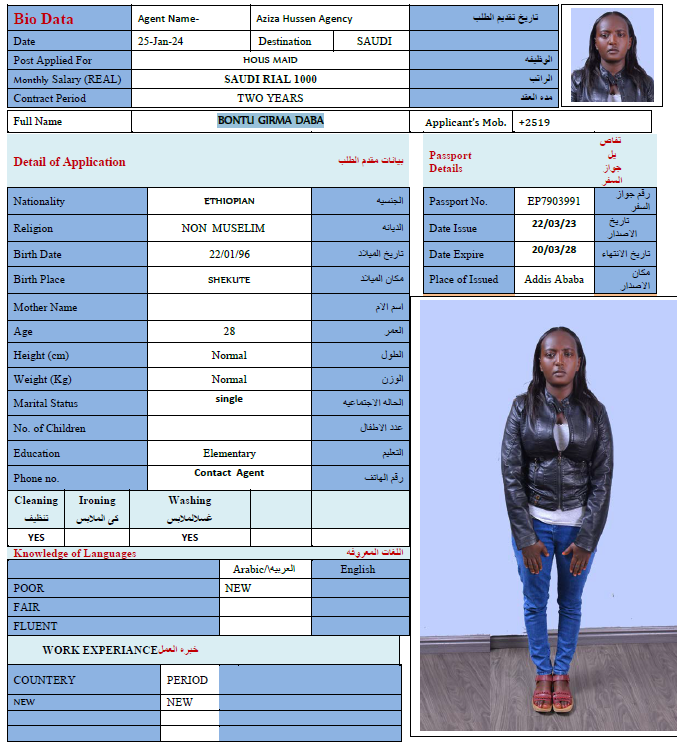 Bio Data Agent Name- Aziza Hussen Agency تاريخ تقديم الطلب
Date 25-Jan-24 Destination SAUDI
Post Applied For HOUS MAID الوظيفه
Monthly Salary (REAL) SAUDI RIAL 1000 الراتب
Contract Period TWO YEARS مده العقد
Full Name BONTU GIRMA DABA Applicant's Mob. +2519
Detail of Application بيانات مقدم الطلب
Nationality ETHIOPIAN الجنسيه
Religion NON MUSELIM الديانه
Birth Date 22/01/96 تاريخ الميلاد
Birth Place SHEKUTE مكان الميلاد
Mother Name اسم الام
Age 28 العمر
Height (cm) Normal الطول
Weight (Kg) Normal الوزن
Marital Status single الحاله الاجتماعيه
No. of Children عدد الاطفال
Education Elementary التعليم
Phone no. Contact Agent رقم الهاتف
Passport Details تفاص
يل
جواز
السفر
Passport No. EP7903991 رقم جواز السفر
Date Issue 22/03/23 تاريخ الاصدار
Date Expire 20/03/28 تاريخ الانتهاء
Place of Issued Addis Ababa مكان الاصدار
Cleaning Ironing Washing
تنظيف كى الملابس غسلالملابس
YES YES
Knowledge of Languages اللغات المعروفه
Arabic/العربيه\ English
POOR NEW
FAIR
FLUENT
WORK EXPERIANCE خبره العمل
COUNTERY PERIOD
NEW NEW